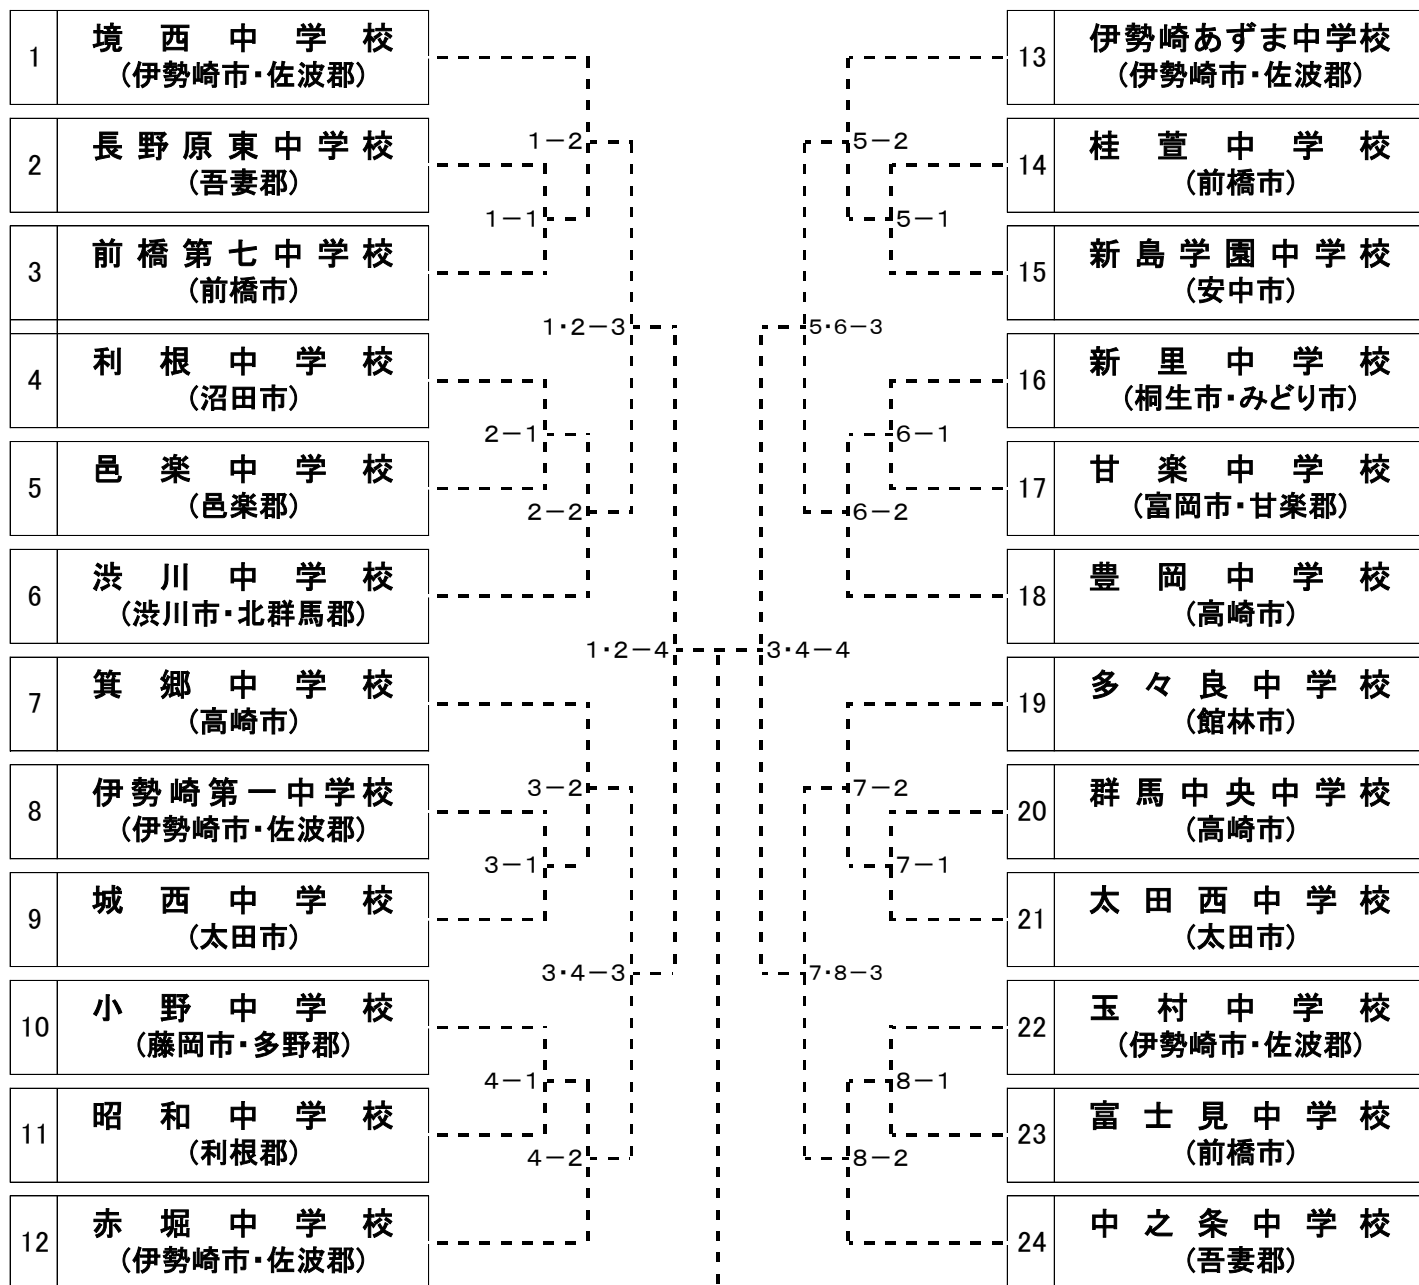 1
境西中学校
(伊勢崎市・佐波郡)
2
長野原東中学校
(吾妻郡)
3
前橋第七中学校
(前橋市)
4
利根中学校
(沼田市)
5
邑楽中学校
(邑楽郡)
6
渋川中学校
(渋川市・北群馬郡)
7
箕郷中学校
(高崎市)
8
伊勢崎第一中学校
(伊勢崎市・佐波郡)
9
城西中学校
(太田市)
10
小野中学校
(藤岡市・多野郡)
11
昭和中学校
(利根郡)
12
赤堀中学校
(伊勢崎市・佐波郡)
1－2
1－1
1・2－3
2－1
2－2
1・2－4
3－2
3－1
3・4－3
4－1
4－2
5－2
5－1
5・6－3
6－1
6－2
3・4－4
7－2
7－1
7・8－3
8－1
8－2
13
伊勢崎あずま中学校
(伊勢崎市・佐波郡)
14
桂萱中学校
(前橋市)
15
新島学園中学校
(安中市)
16
新里中学校
(桐生市・みどり市)
17
甘楽中学校
(富岡市・甘楽郡)
18
豊岡中学校
(高崎市)
19
多々良中学校
(館林市)
20
群馬中央中学校
(高崎市)
21
太田西中学校
(太田市)
22
玉村中学校
(伊勢崎市・佐波郡)
23
富士見中学校
(前橋市)
24
中之条中学校
(吾妻郡)